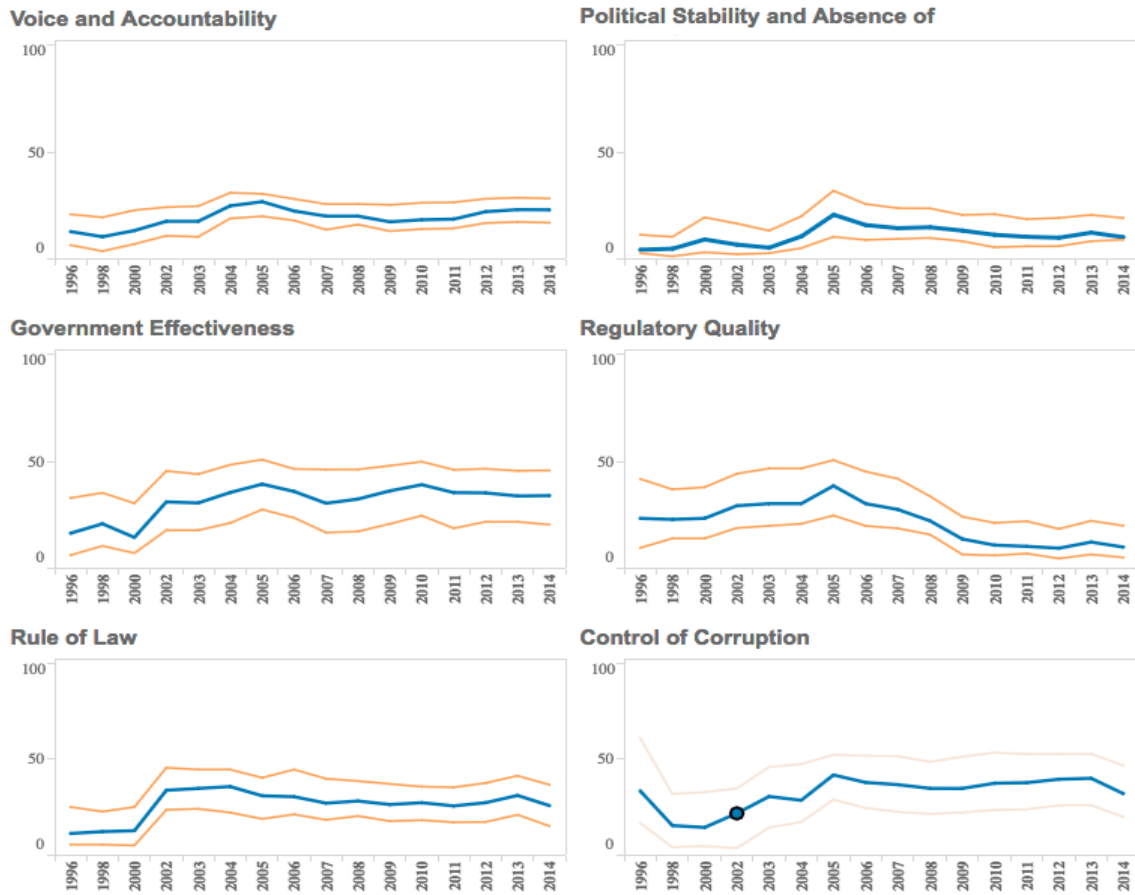 Voice and Accountability
100
50
0
1996 1998 2000 2002 2003 2004 2005 2006 2007 2008 2009 2010 2011 2012 2013 2014
Political Stability and Absence of
100
50
0
1996 1998 2000 2002 2003 2004 2005 2006 2007 2008 2009 2010 2011 2012 2013 2014
Government Effectiveness
100
50
0
1996 1998 2000 2002 2003 2004 2005 2006 2007 2008 2009 2010 2011 2012 2013 2014
Regulatory Quality
100
50
0
1996 1998 2000 2002 2003 2004 2005 2006 2007 2008 2009 2010 2011 2012 2013 2014
Rule of Law
100
50
0
1996 1998 2000 2002 2003 2004 2005 2006 2007 2008 2009 2010 2011 2012 2013 2014
Control of Corruption
100
50
0
1996 1998 2000 2002 2003 2004 2005 2006 2007 2008 2009 2010 2011 2012 2013 2014